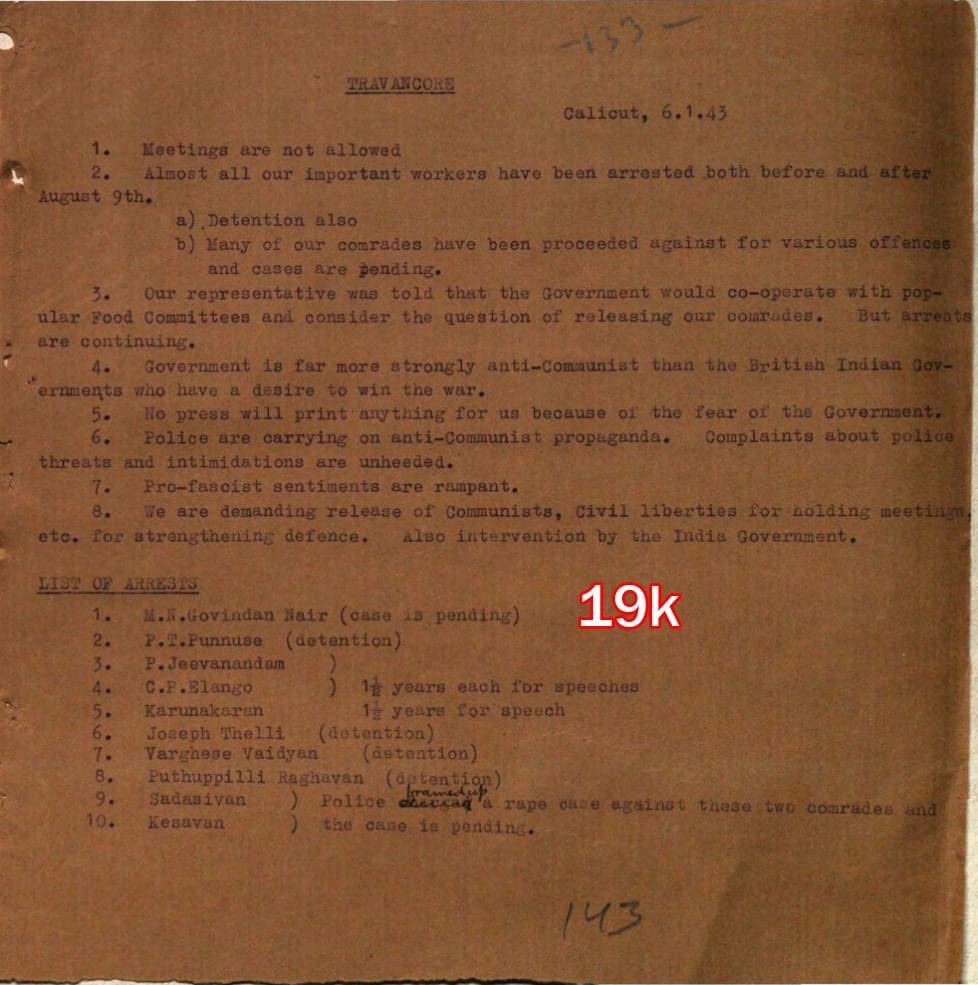 -133-
TRAVANCORE
Calicut, 6.1.43
1. Meetings are not allowed
2. Almost all our important workers have been arrested both before and after
August 9th.
a) Detention also
b) Many of our comrades have been proceeded against for various offences
and cases are pending.
3. Our representative was told that the Government would co-operate with pop-
ular Food Committees and consider the question of releasing our comrades. But arrests
are continuing.
4. Government is far more strongly anti-Communist than the British Indian Gov-
ernments who have a desire to win the war.
5. No press will print anything for us because of the fear of the Government.
6. Police are carrying on anti-Communist propaganda. Complaints about police
threats and intimidations are unheeded.
7. Pro-fascist sentiments are rampant.
8. We are demanding release of Communists, Civil liberties for holding meetings,
etc. for strengthening defence. Also intervention by the India Government.
LIST OF ARRESTS
19k
1. M.N.Govindan Nair (case is pending)
2. P.T.Punnuse (detention)
3. P.Jeevanandam )
4. C.P.Elango ) 1½ years each for speeches
5. Karunakaran 1½ years for speech
6. Joseph Thelli (detention)
7. Varghese Vaidyan (detention)
8. Puthuppilli Raghavan (detention)
framed up
9. Sadasivan ) Police a rape case against these two comrades and
10. Kesavan ) the case is pending.
143